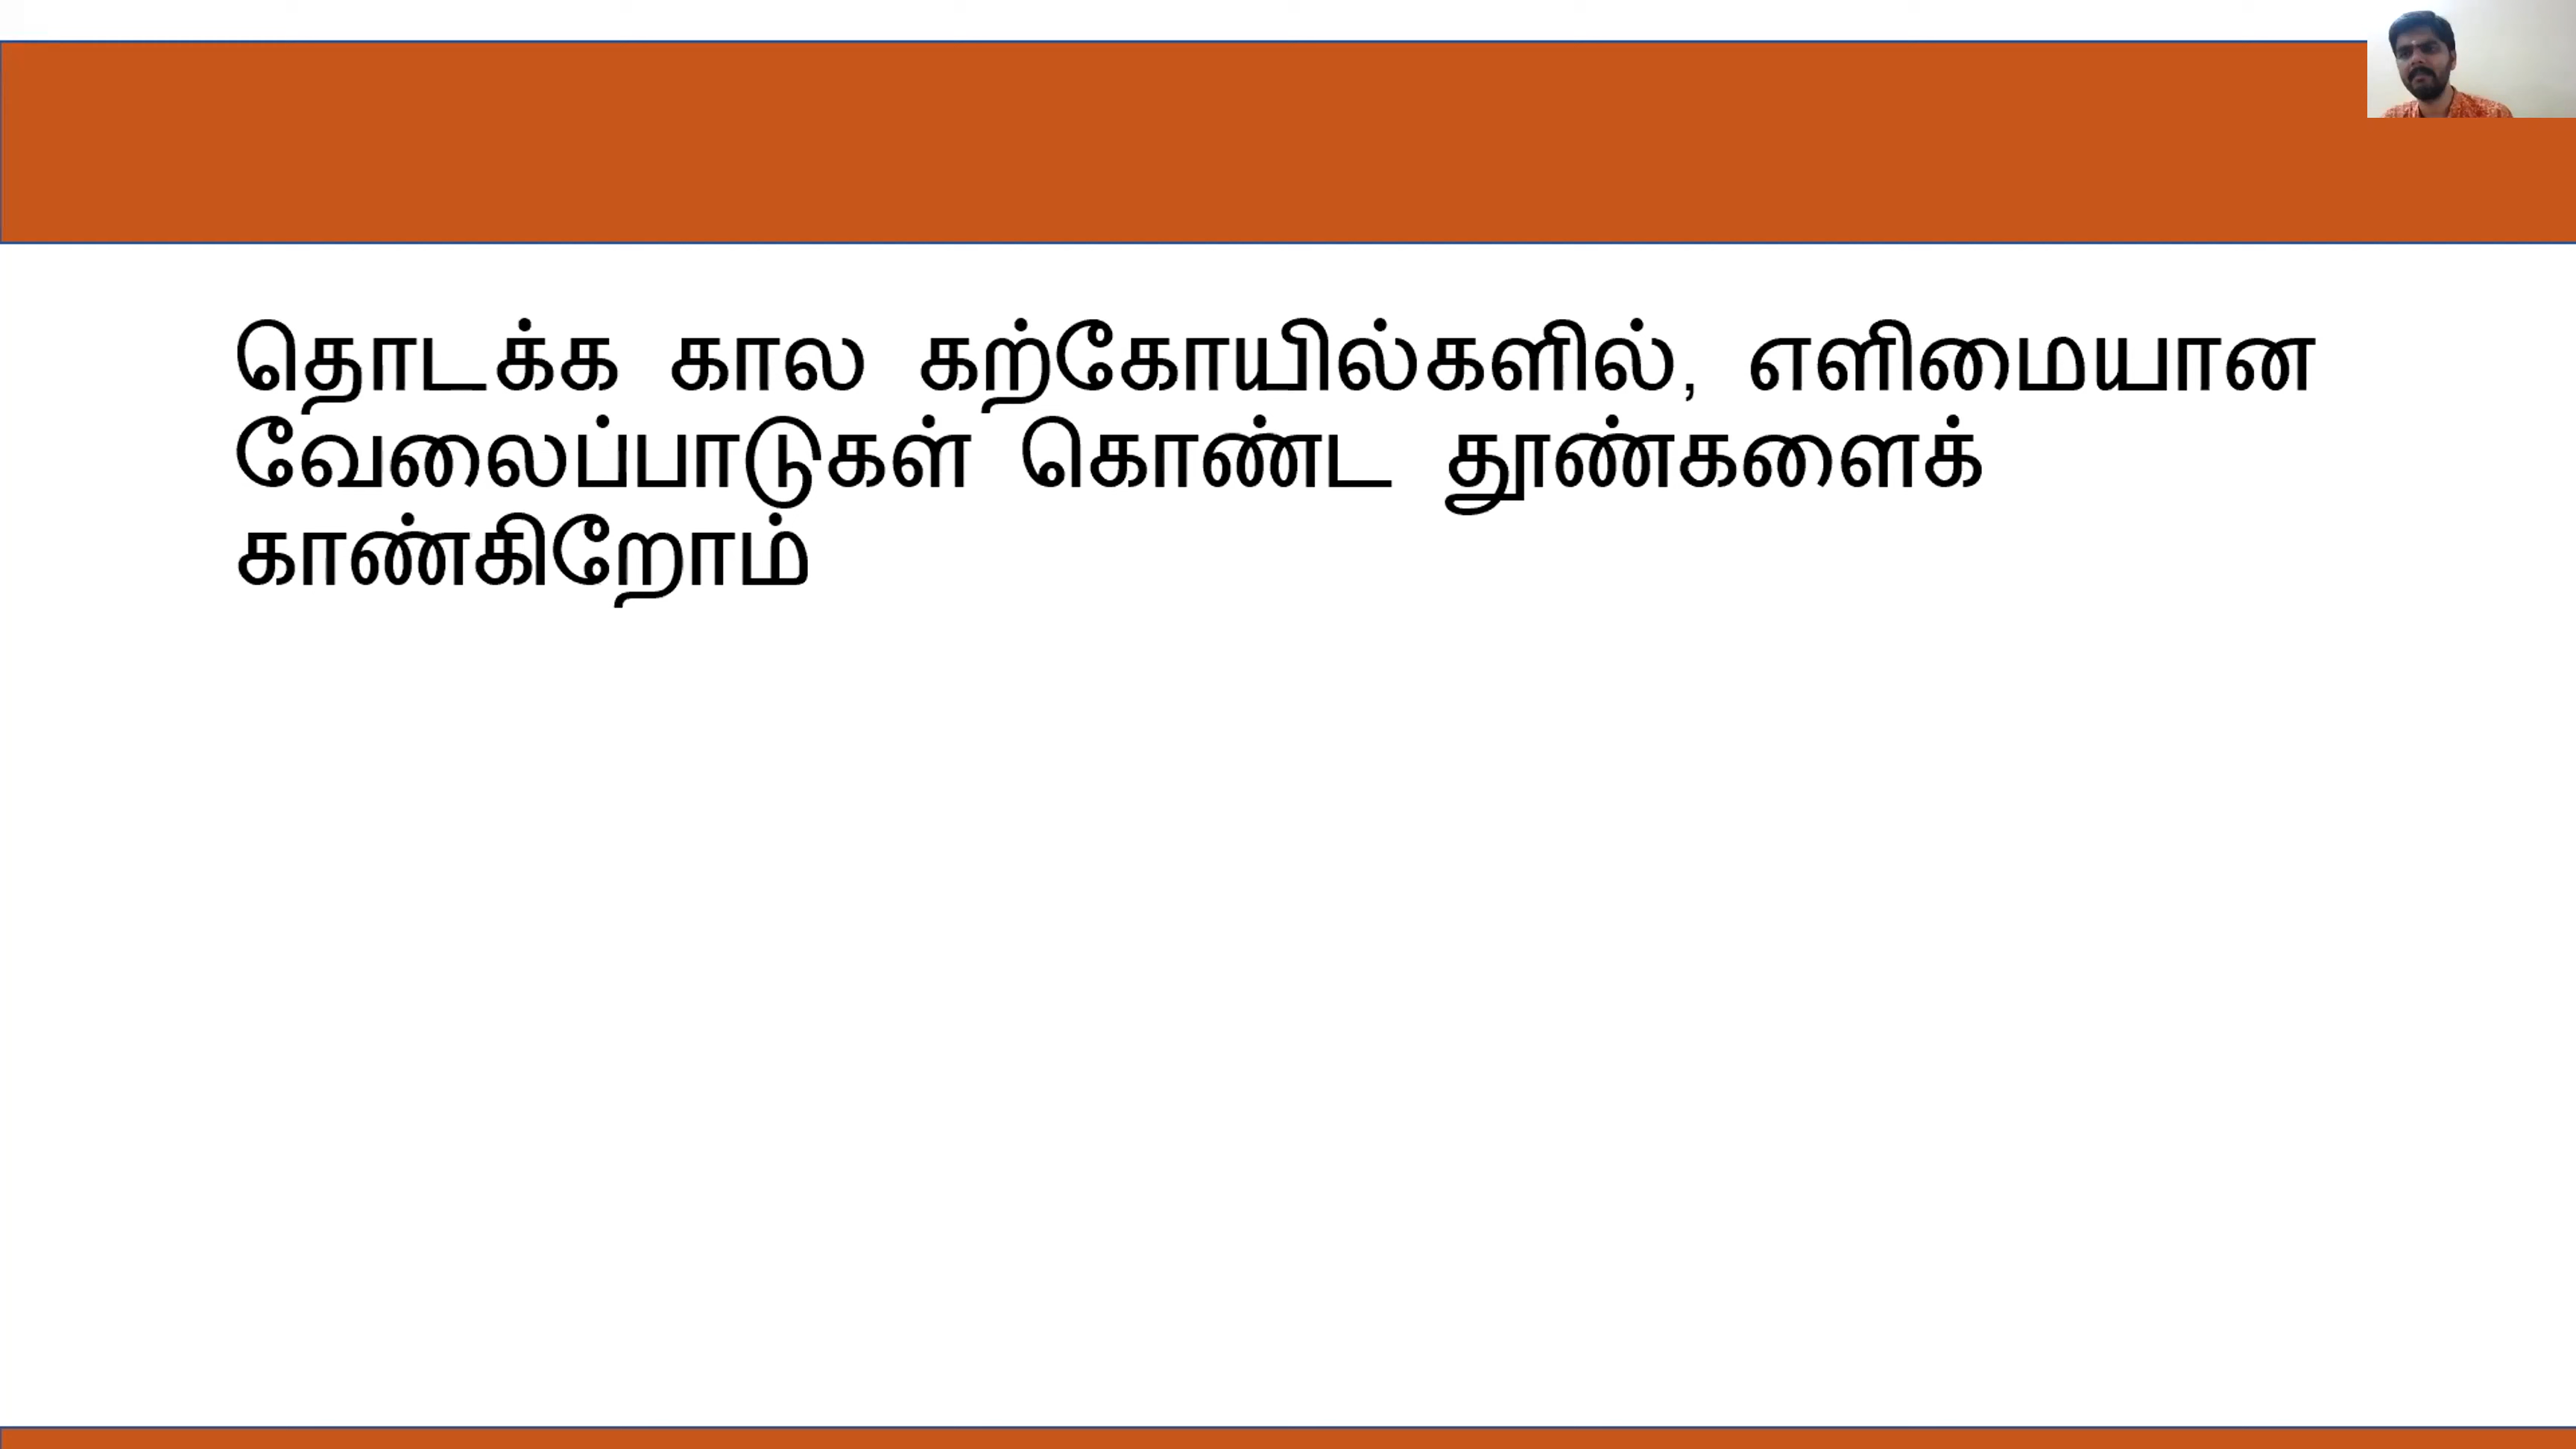 தொடக்க கால கற்கோயில்களில், எளிமையான
வேலைப்பாடுகள் கொண்ட தூண்களைக்
காண்கிறோம்